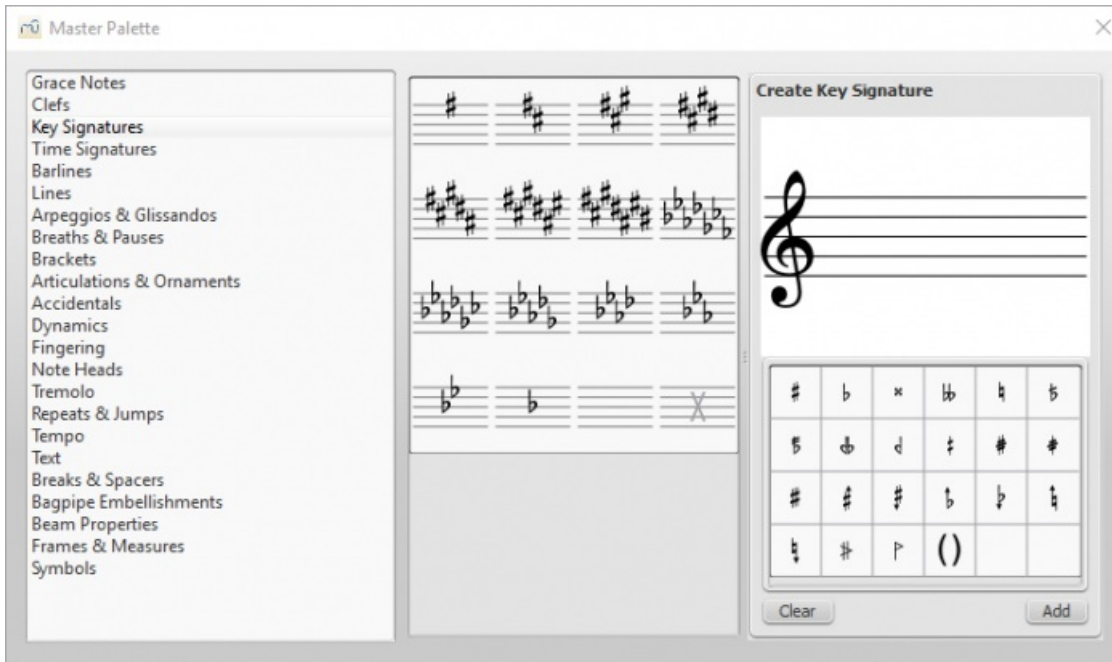 Master Palette
Grace Notes
Clefs
Key Signatures
Time Signatures
Barlines
Lines
Arpeggios & Glissandos
Breaths & Pauses
Brackets
Articulations & Ornaments
Accidentals
Dynamics
Fingering
Note Heads
Tremolo
Repeats & Jumps
Tempo
Text
Breaks & Spacers
Bagpipe Embellishments
Beam Properties
Frames & Measures
Symbols
Create Key Signature
Clear
Add